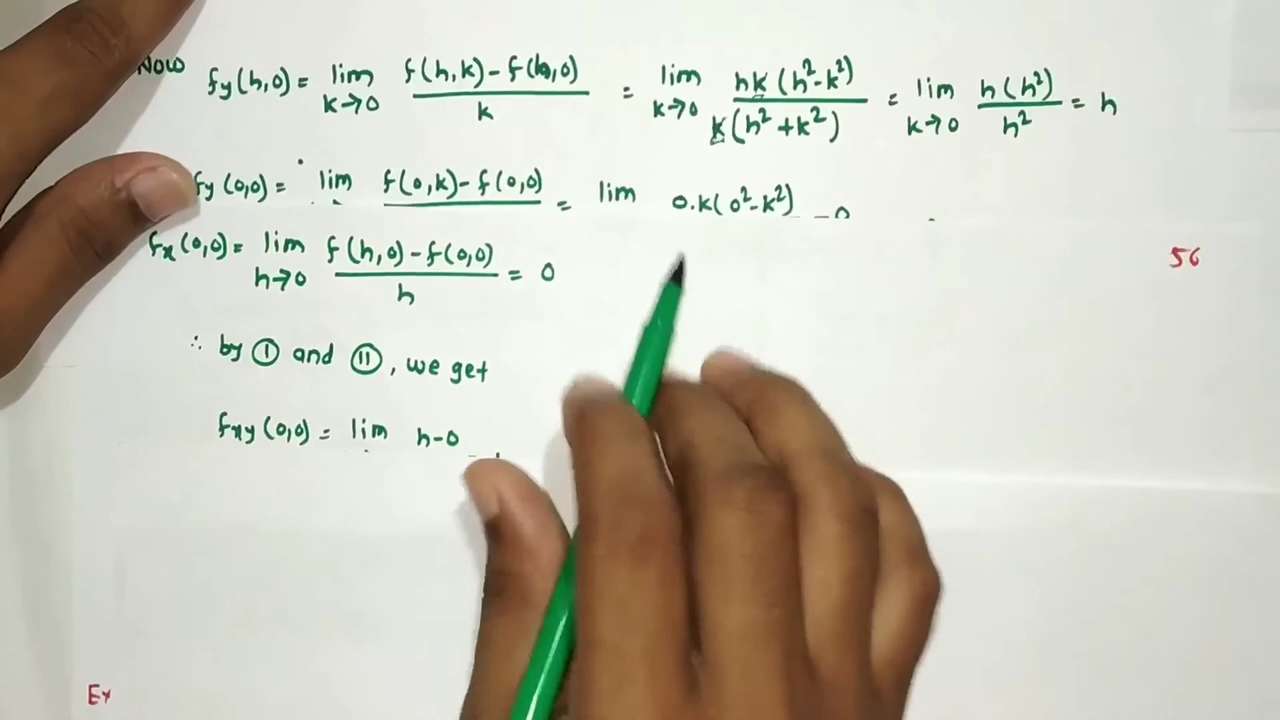 Now fy(h,0) = lim k→0 f(h,k)-f(h,0) / k = lim k→0 hk(h²-k²) / k(h²+k²) = lim k→0 h(h²) / h² = h
fy(0,0) = lim f(0,k)-f(0,0) = lim 0.k(0²-k²)
fx(0,0) = lim h→0 f(h,0)-f(0,0) / h = 0
56
∴ by Ⅰ and Ⅱ, we get
fxy(0,0) = lim h-0
Ex